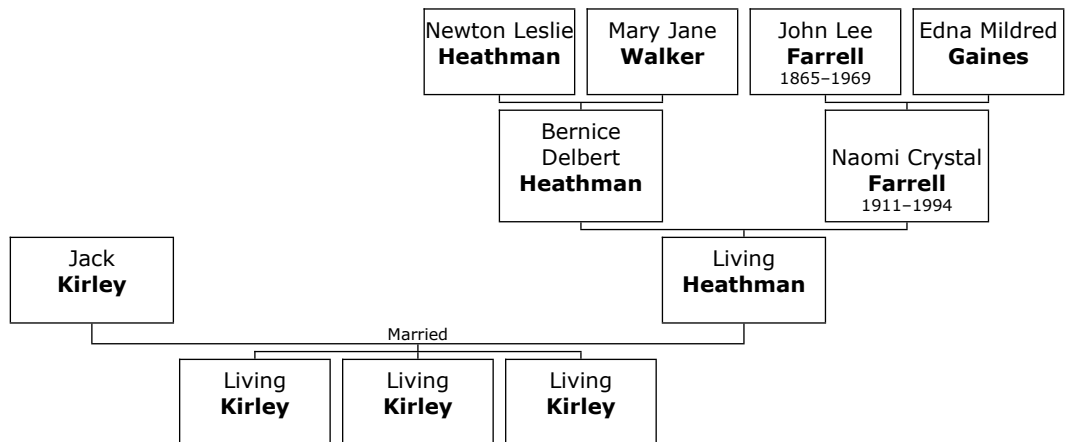 Newton Leslie
Heathman
Mary Jane
Walker
John Lee
Farrell
1865–1969
Edna Mildred
Gaines
Bernice
Delbert
Heathman
Naomi Crystal
Farrell
1911–1994
Jack
Kirley
Living
Heathman
Married
Living
Kirley
Living
Kirley
Living
Kirley